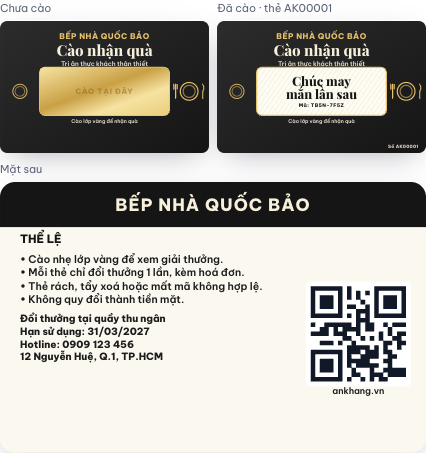 Chưa cào
BẾP NHÀ QUỐC BẢO
Cào nhận quà
Tri ân thực khách thân thiết
CÀO TẠI ĐÂY
Cào lớp vàng để nhận quà
Đã cào · thẻ AK00001
BẾP NHÀ QUỐC BẢO
Cào nhận quà
Tri ân thực khách thân thiết
Chúc may
mắn lần sau
Mã: TB5N-7F5Z
Cào lớp vàng để nhận quà
Số AK00001
Mặt sau
BẾP NHÀ QUỐC BẢO
THỂ LỆ
• Cào nhẹ lớp vàng để xem giải thưởng.
• Mỗi thẻ chỉ đổi thưởng 1 lần, kèm hoá đơn.
• Thẻ rách, tẩy xoá hoặc mất mã không hợp lệ.
• Không quy đổi thành tiền mặt.
Đổi thưởng tại quầy thu ngân
Hạn sử dụng: 31/03/2027
Hotline: 0909 123 456
12 Nguyễn Huệ, Q.1, TP.HCM
ankhang.vn